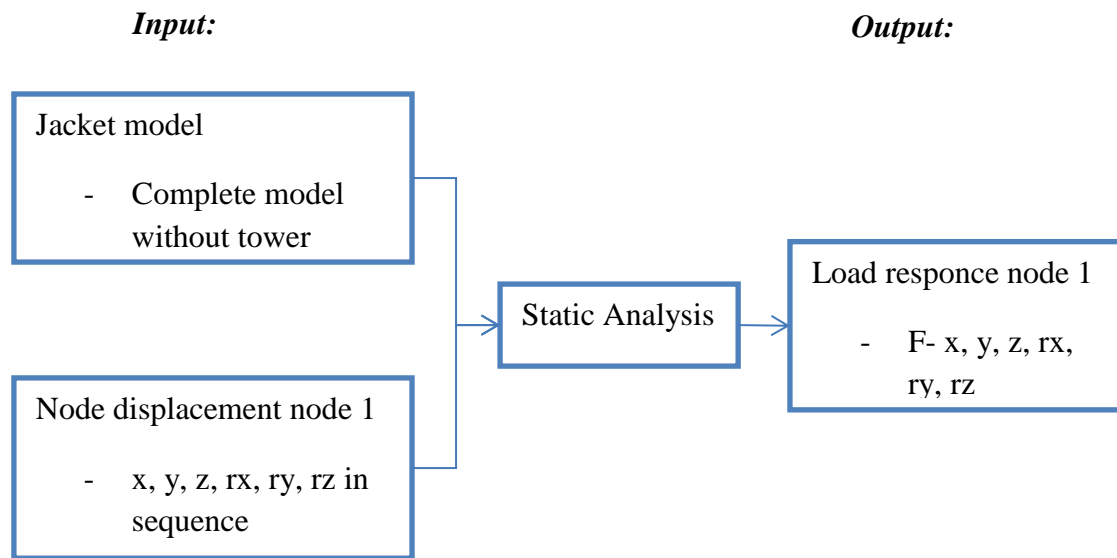 Input:
Output:
Jacket model
- Complete model
without tower
Node displacement node 1
- x, y, z, rx, ry, rz in
sequence
Static Analysis
Load responce node 1
- F- x, y, z, rx,
ry, rz